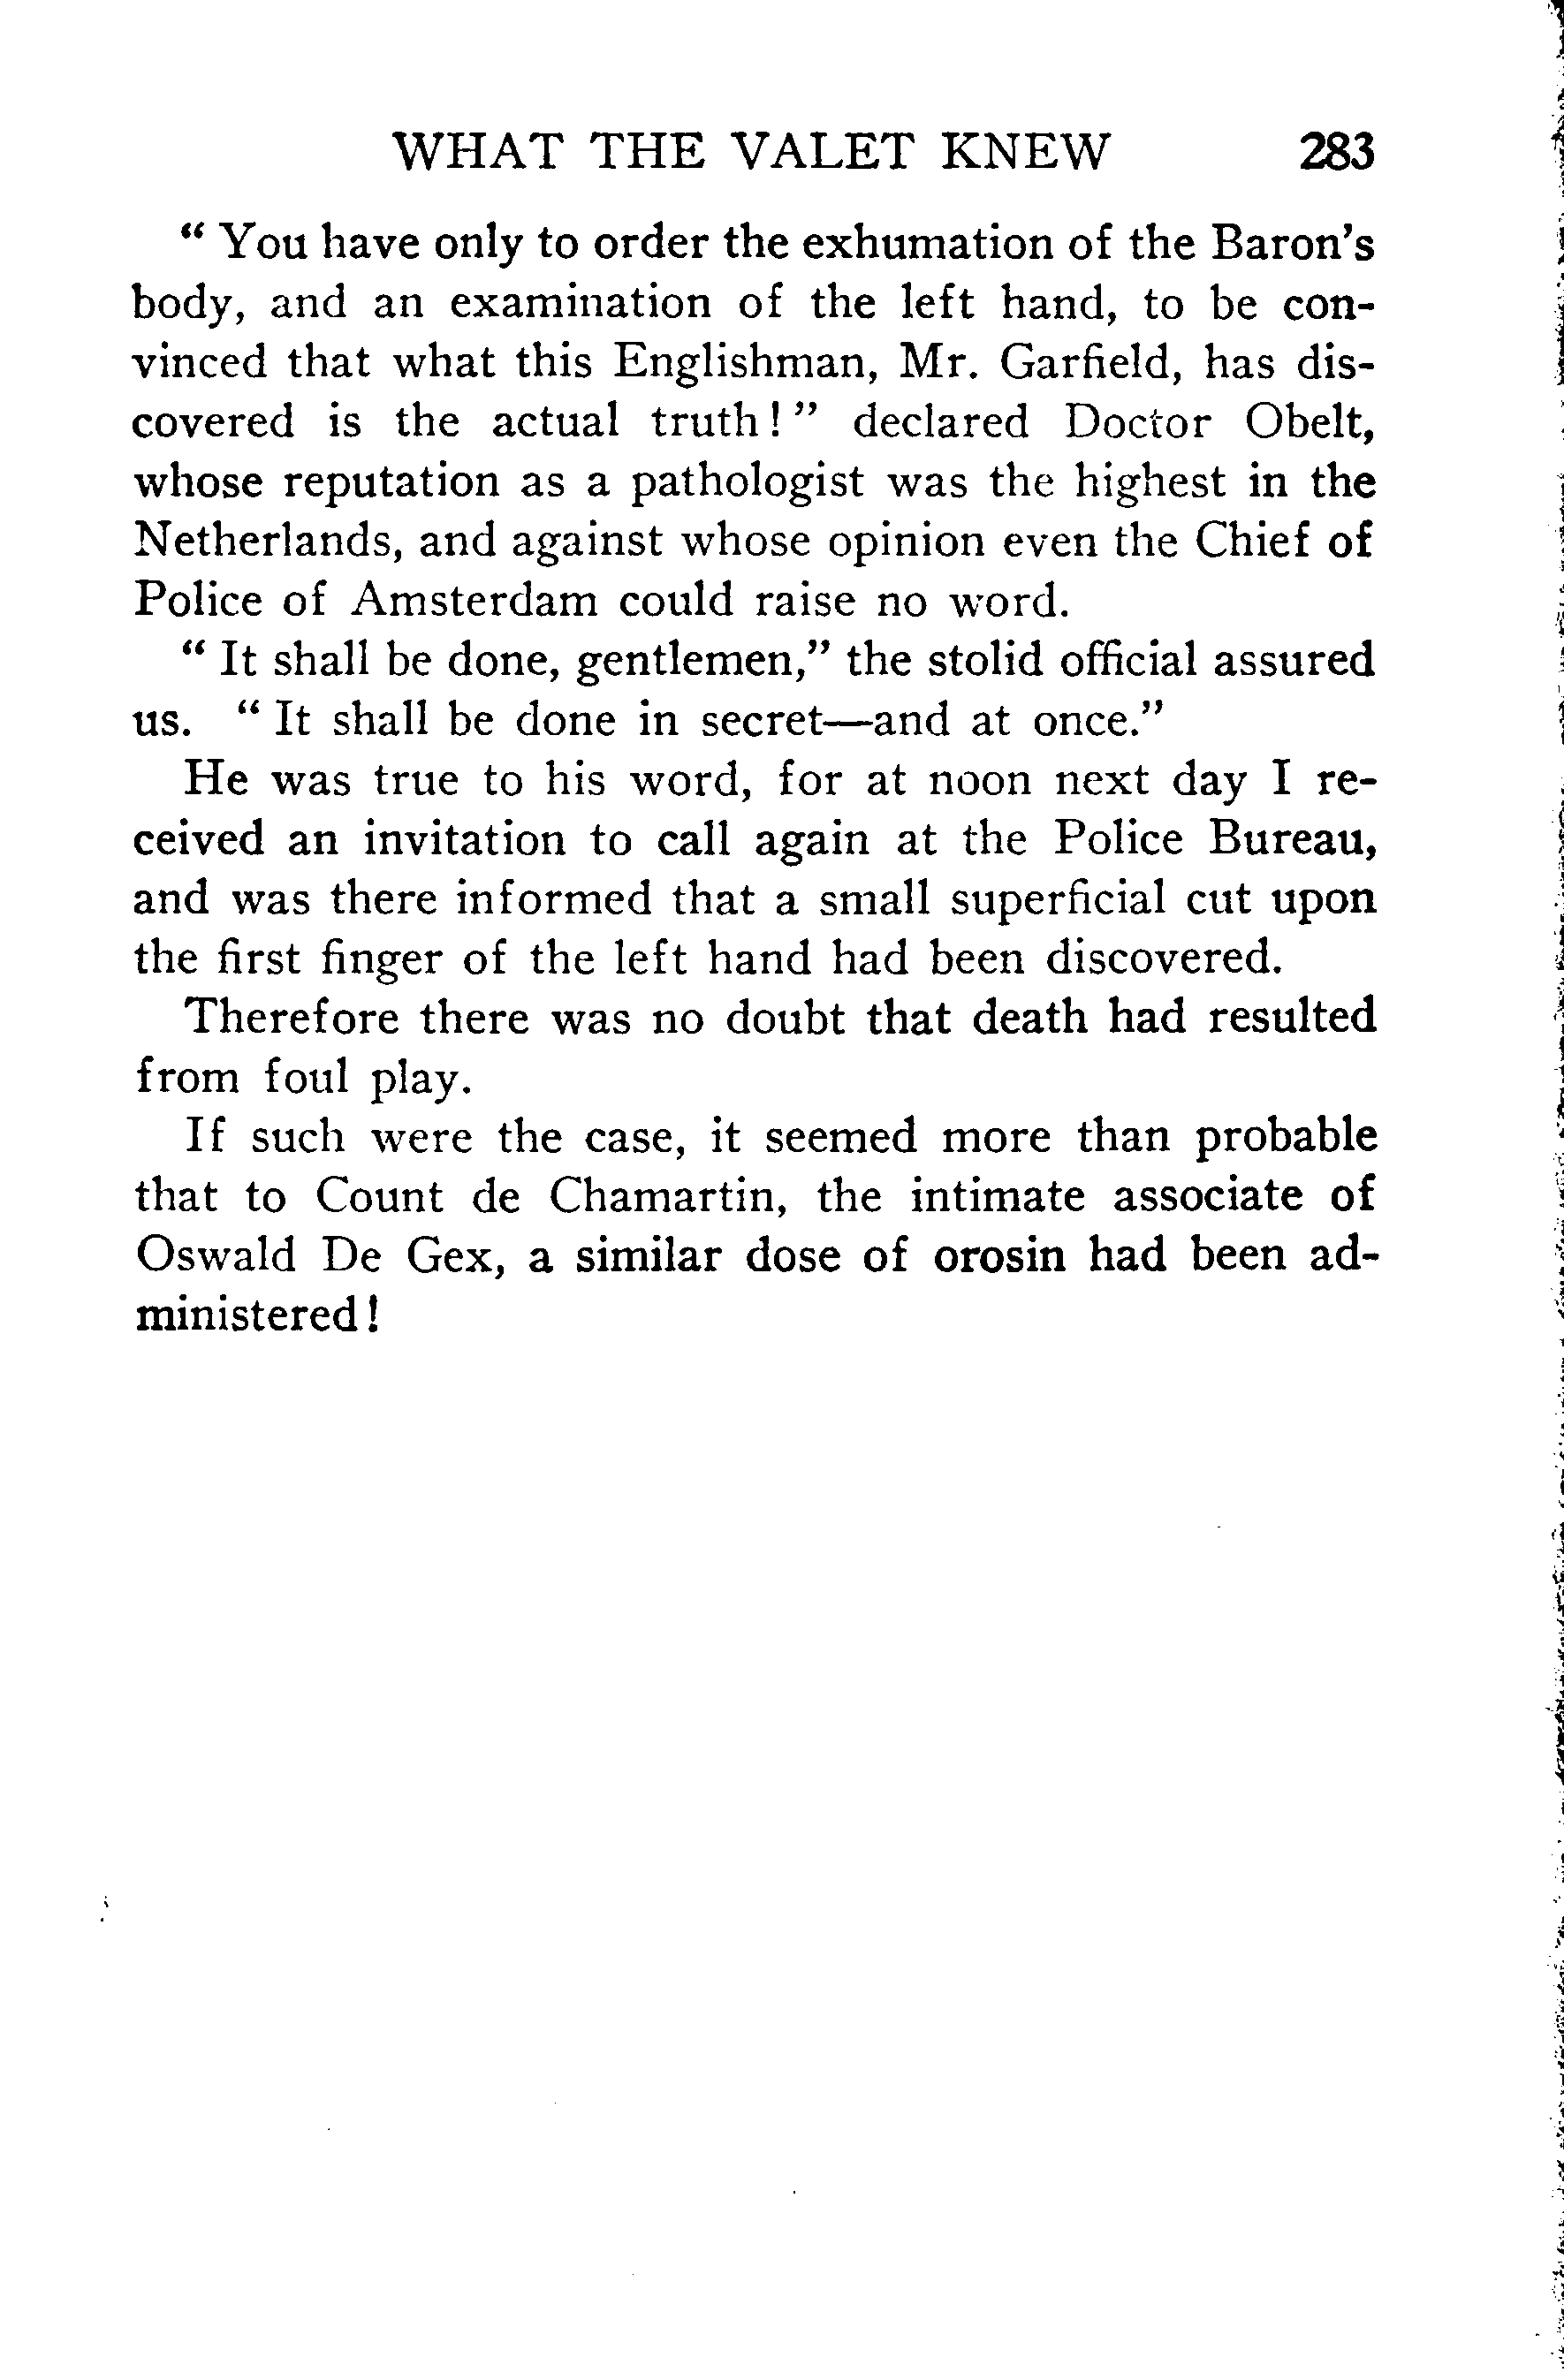 WHAT THE VALET KNEW 283
“ You have only to order the exhumation of the Baron’s
body, and an examination of the left hand, to be con-
vinced that what this Englishman, Mr. Garfield, has dis-
covered is the actual truth ! ” declared Doctor Obelt,
whose reputation as a pathologist was the highest in the
Netherlands, and against whose opinion even the Chief of
Police of Amsterdam could raise no word.
“ It shall be done, gentlemen,” the stolid official assured
us. “ It shall be done in secret—and at once.”
He was true to his word, for at noon next day I re-
ceived an invitation to call again at the Police Bureau,
and was there informed that a small superficial cut upon
the first finger of the left hand had been discovered.
Therefore there was no doubt that death had resulted
from foul play.
If such were the case, it seemed more than probable
that to Count de Chamartin, the intimate associate of
Oswald De Gex, a similar dose of orosin had been ad-
ministered !